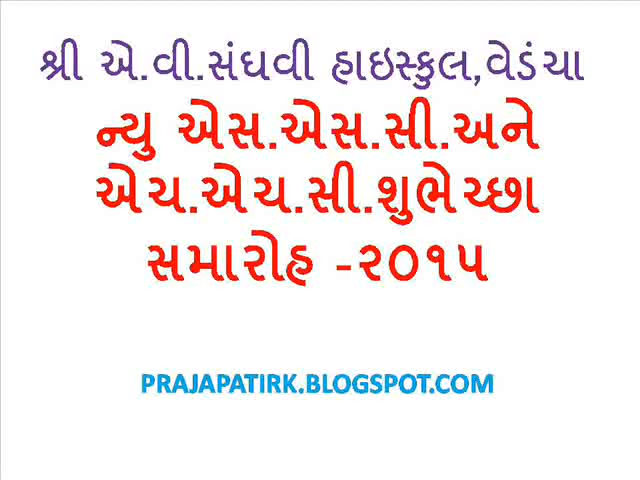 શ્રી એ.વી.સંઘવી હાઇસ્કુલ,વેડંચા
ન્યુ એસ.એસ.સી.અને
એચ.એચ.સી.શુભેચ્છા
સમારોહ -૨૦૧૫
PRAJAPATIRK.BLOGSPOT.COM